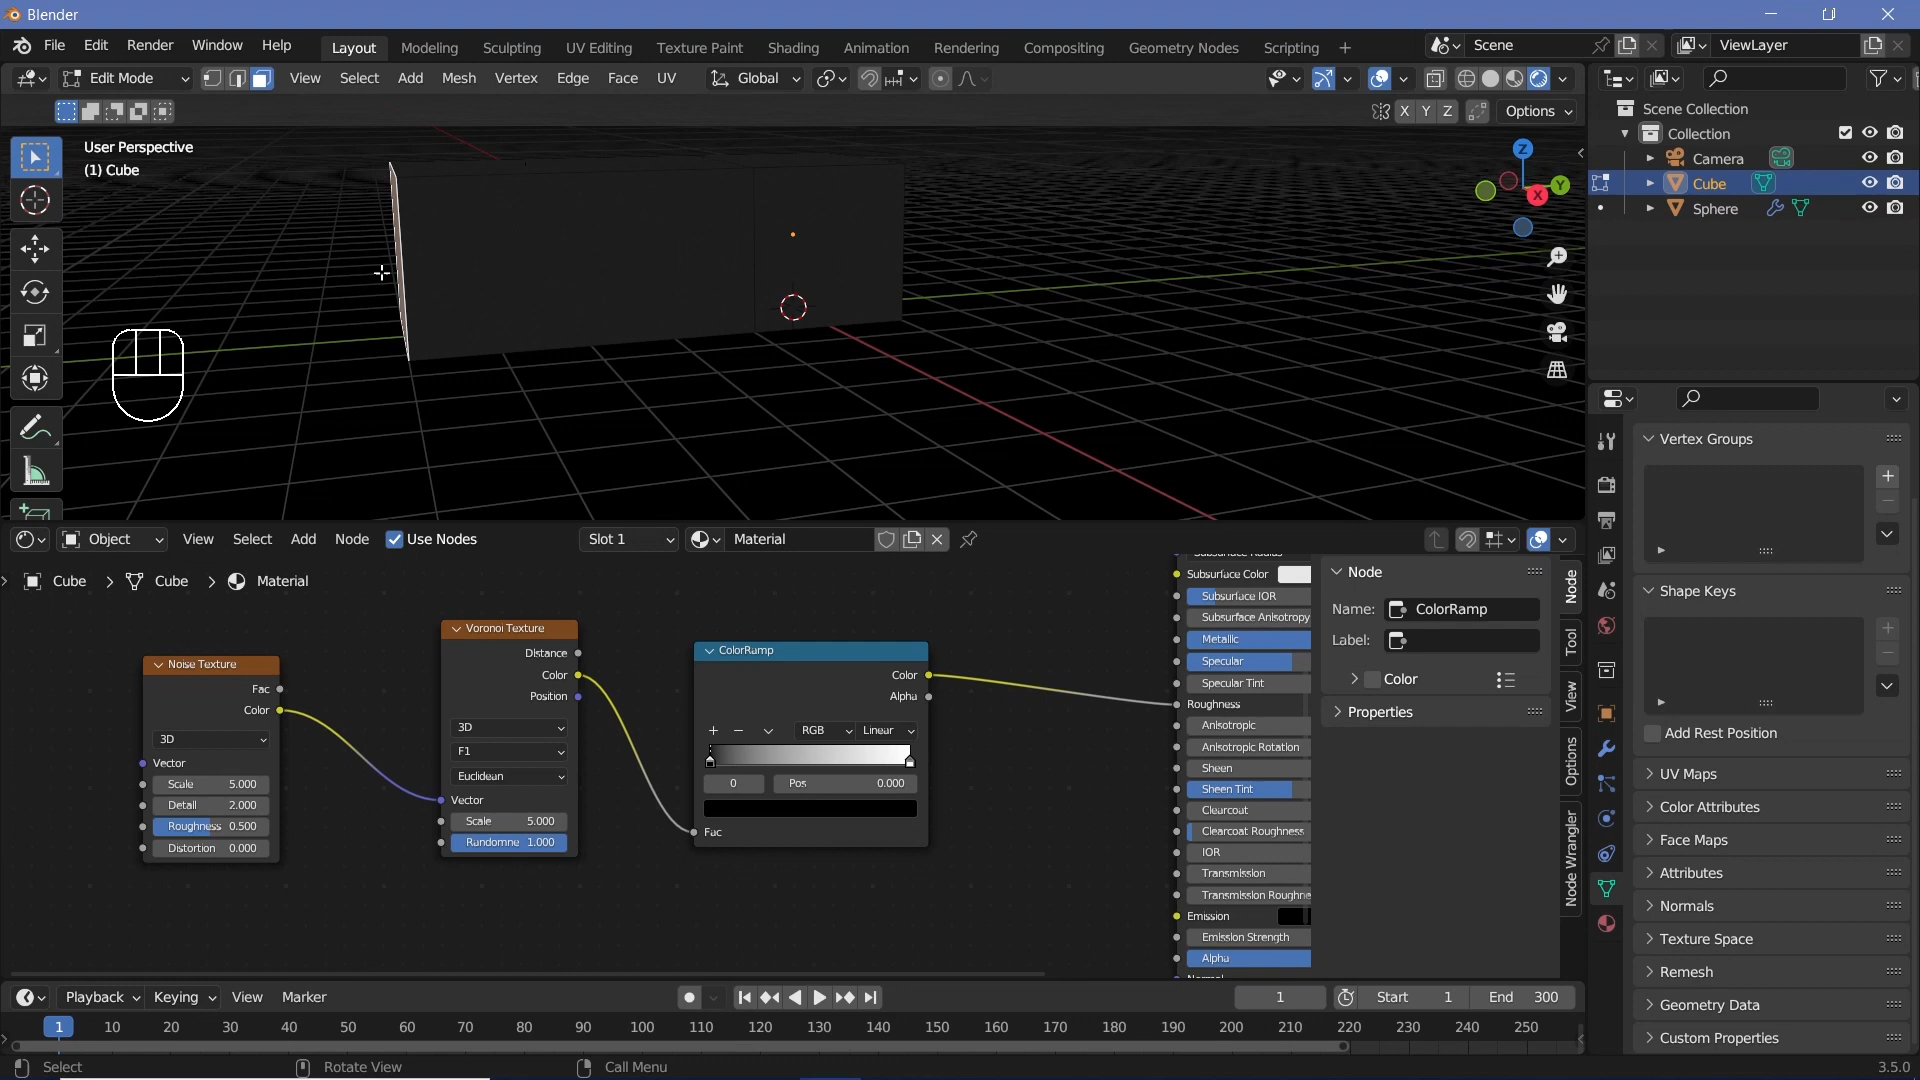 Blender
File Edit Render Window Help
Layout Modeling Sculpting UV Editing Texture Paint Shading Animation Rendering Compositing Geometry Nodes Scripting +
Scene
ViewLayer
Edit Mode
View Select Add Mesh Vertex Edge Face UV
Global
X Y Z
Options
User Perspective
(1) Cube
Z
Y
X
Scene Collection
Collection
Camera
Cube
Sphere
Object
View Select Add Node
Use Nodes
Slot 1
Material
Cube > Cube > Material
Noise Texture
Fac
Color
3D
Vector
Scale 5.000
Detail 2.000
Roughness 0.500
Distortion 0.000
Voronoi Texture
Distance
Color
Position
3D
F1
Euclidean
Vector
Scale 5.000
Randomne 1.000
ColorRamp
Color
Alpha
RGB
Linear
0
Pos 0.000
Fac
Subsurface Radius
Subsurface Color
Subsurface IOR
Subsurface Anisotropy
Metallic
Specular
Specular Tint
Roughness
Anisotropic
Anisotropic Rotation
Sheen
Sheen Tint
Clearcoat
Clearcoat Roughness
IOR
Transmission
Transmission Roughne
Emission
Emission Strength
Alpha
Normal
Node
Name: ColorRamp
Label:
Color
Properties
Node
Tool
View
Options
Node Wrangler
Vertex Groups
Shape Keys
Add Rest Position
UV Maps
Color Attributes
Face Maps
Attributes
Normals
Texture Space
Remesh
Geometry Data
Custom Properties
Playback Keying View Marker
1
Start 1
End 300
1 10 20 30 40 50 60 70 80 90 100 110 120 130 140 150 160 170 180 190 200 210 220 230 240 250
Select
Rotate View
Call Menu
3.5.0